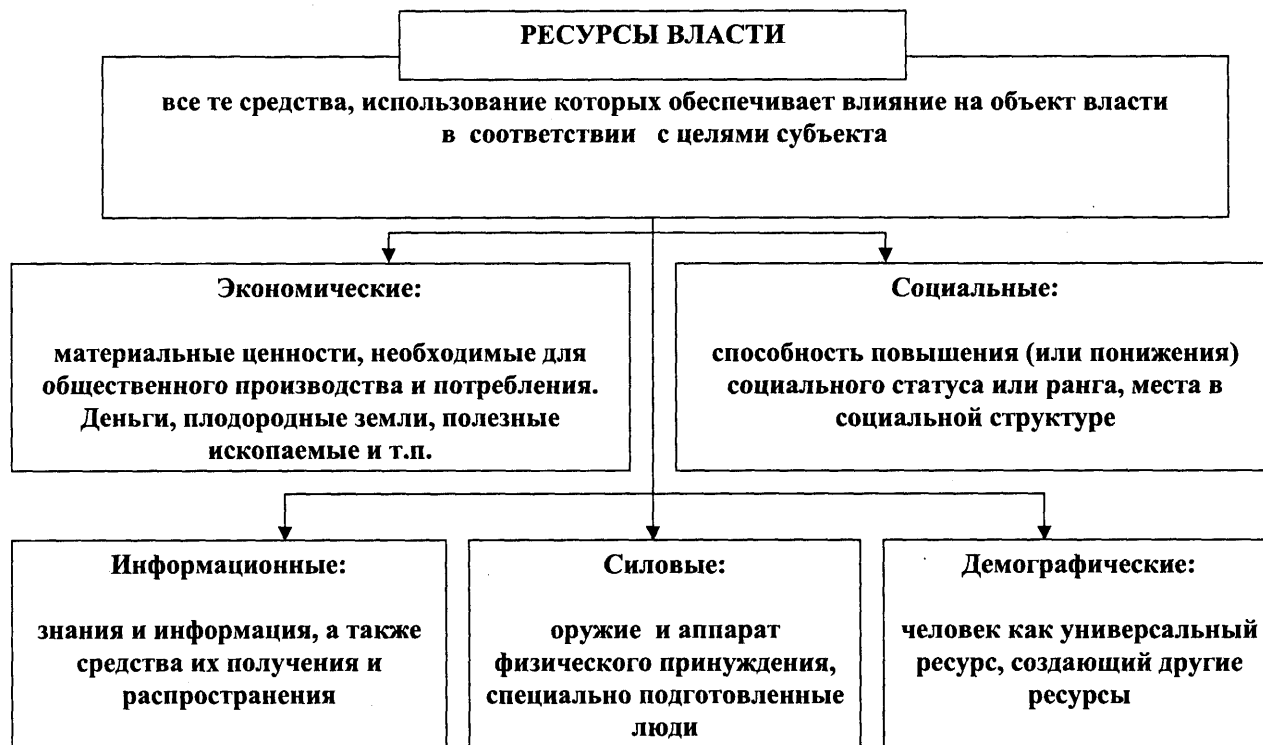 РЕСУРСЫ ВЛАСТИ
все те средства, использование которых обеспечивает влияние на объект власти
в соответствии с целями субъекта
Экономические:
материальные ценности, необходимые для
общественного производства и потребления.
Деньги, плодородные земли, полезные
ископаемые и т.п.
Социальные:
способность повышения (или понижения)
социального статуса или ранга, места в
социальной структуре
Информационные:
знания и информация, а также
средства их получения и
распространения
Силовые:
оружие и аппарат
физического принуждения,
специально подготовленные
люди
Демографические:
человек как универсальный
ресурс, создающий другие
ресурсы